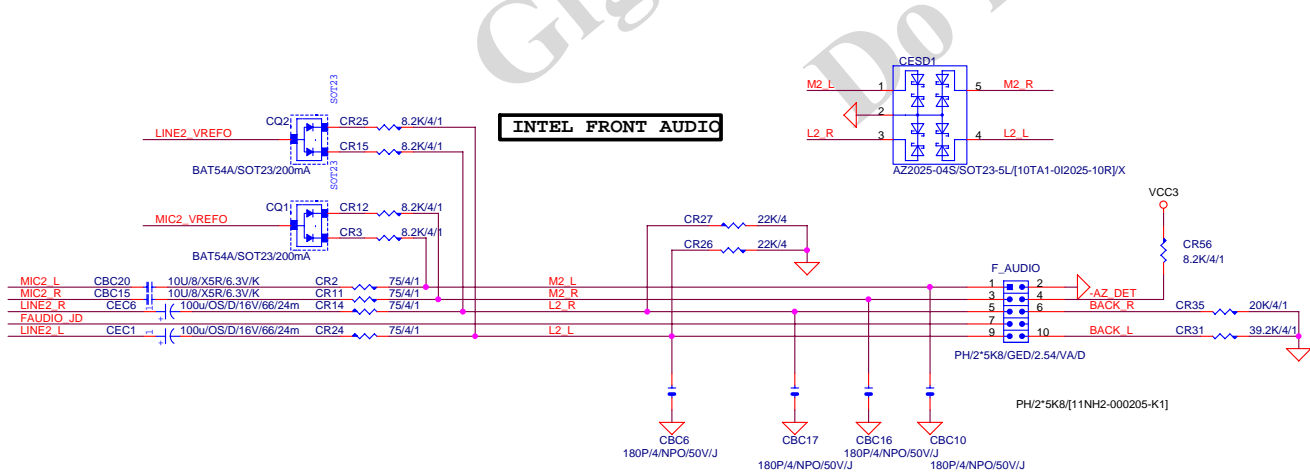 Gig
Do
INTEL FRONT AUDIO
CESD1
M2_L
1
5
M2_R
2
L2_R
3
4
L2_L
AZ2025-04S/SOT23-5L/[10TA1-0I2025-10R]/X
SOT23
LINE2_VREFO
CQ2
CR25
8.2K/4/1
CR15
8.2K/4/1
BAT54A/SOT23/200mA
SOT23
MIC2_VREFO
CQ1
CR12
8.2K/4/1
CR3
8.2K/4/1
BAT54A/SOT23/200mA
CR27
22K/4
CR26
22K/4
VCC3
CR56
8.2K/4/1
MIC2_L
CBC20
10U/8/X5R/6.3V/K
CR2
75/4/1
M2_L
MIC2_R
CBC15
10U/8/X5R/6.3V/K
CR11
75/4/1
M2_R
LINE2_R
CEC6
1
100u/OS/D/16V/66/24m
CR14
75/4/1
L2_R
FAUDIO_JD
LINE2_L
CEC1
1
100u/OS/D/16V/66/24m
CR24
75/4/1
L2_L
F_AUDIO
1
2
3
4
-AZ_DET
5
6
BACK_R
CR35
20K/4/1
7
9
10
BACK_L
CR31
39.2K/4/1
PH/2*5K8/GED/2.54/VA/D
PH/2*5K8/[11NH2-000205-K1]
CBC6
180P/4/NPO/50V/J
CBC17
180P/4/NPO/50V/J
CBC16
180P/4/NPO/50V/J
CBC10
180P/4/NPO/50V/J